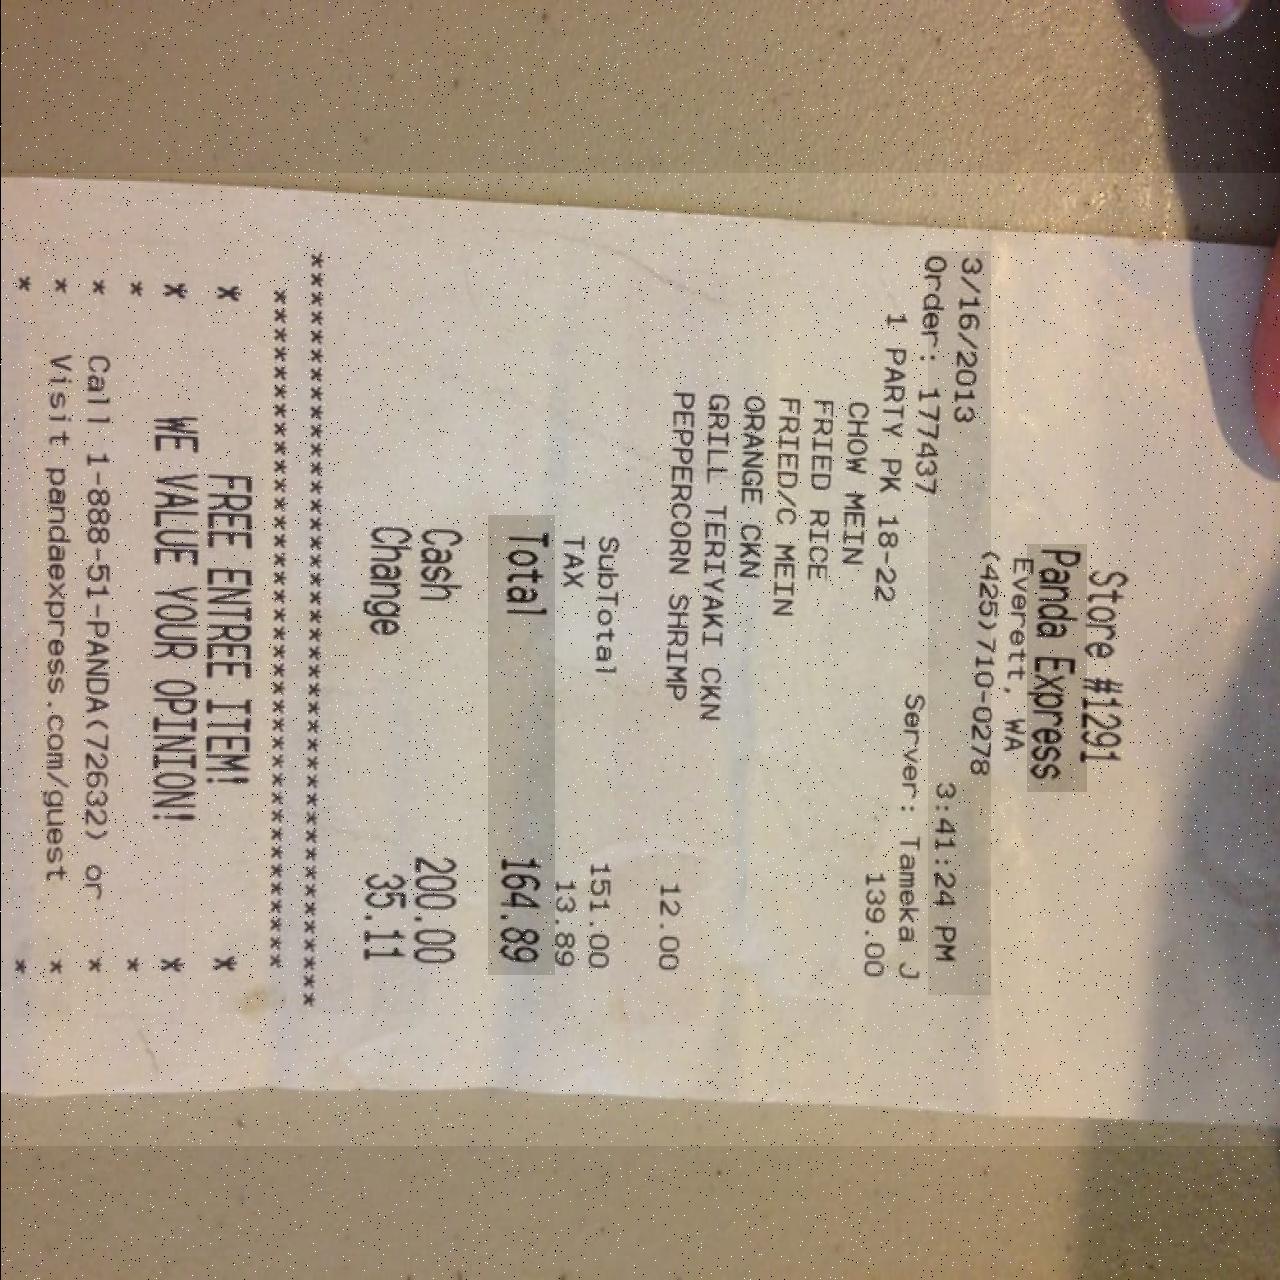 Store #1291
Panda Express
Everett, WA
(425)710-0278
3/16/2013 3:41:24 PM
Order: 177437 Server: Tameka J
1 PARTY PK 18-22 139.00
CHOW MEIN
FRIED RICE
FRIED/C MEIN
ORANGE CKN
GRILL TERIYAKI CKN
PEPPERCORN SHRIMP 12.00
SubTotal 151.00
TAX 13.89
Total 164.89
Cash 200.00
Change 35.11
****************************************
************************************
* FREE ENTREE ITEM! *
* WE VALUE YOUR OPINION! *
* *
* Call 1-888-51-PANDA(72632) or *
* Visit pandaexpress.com/guest *
* *